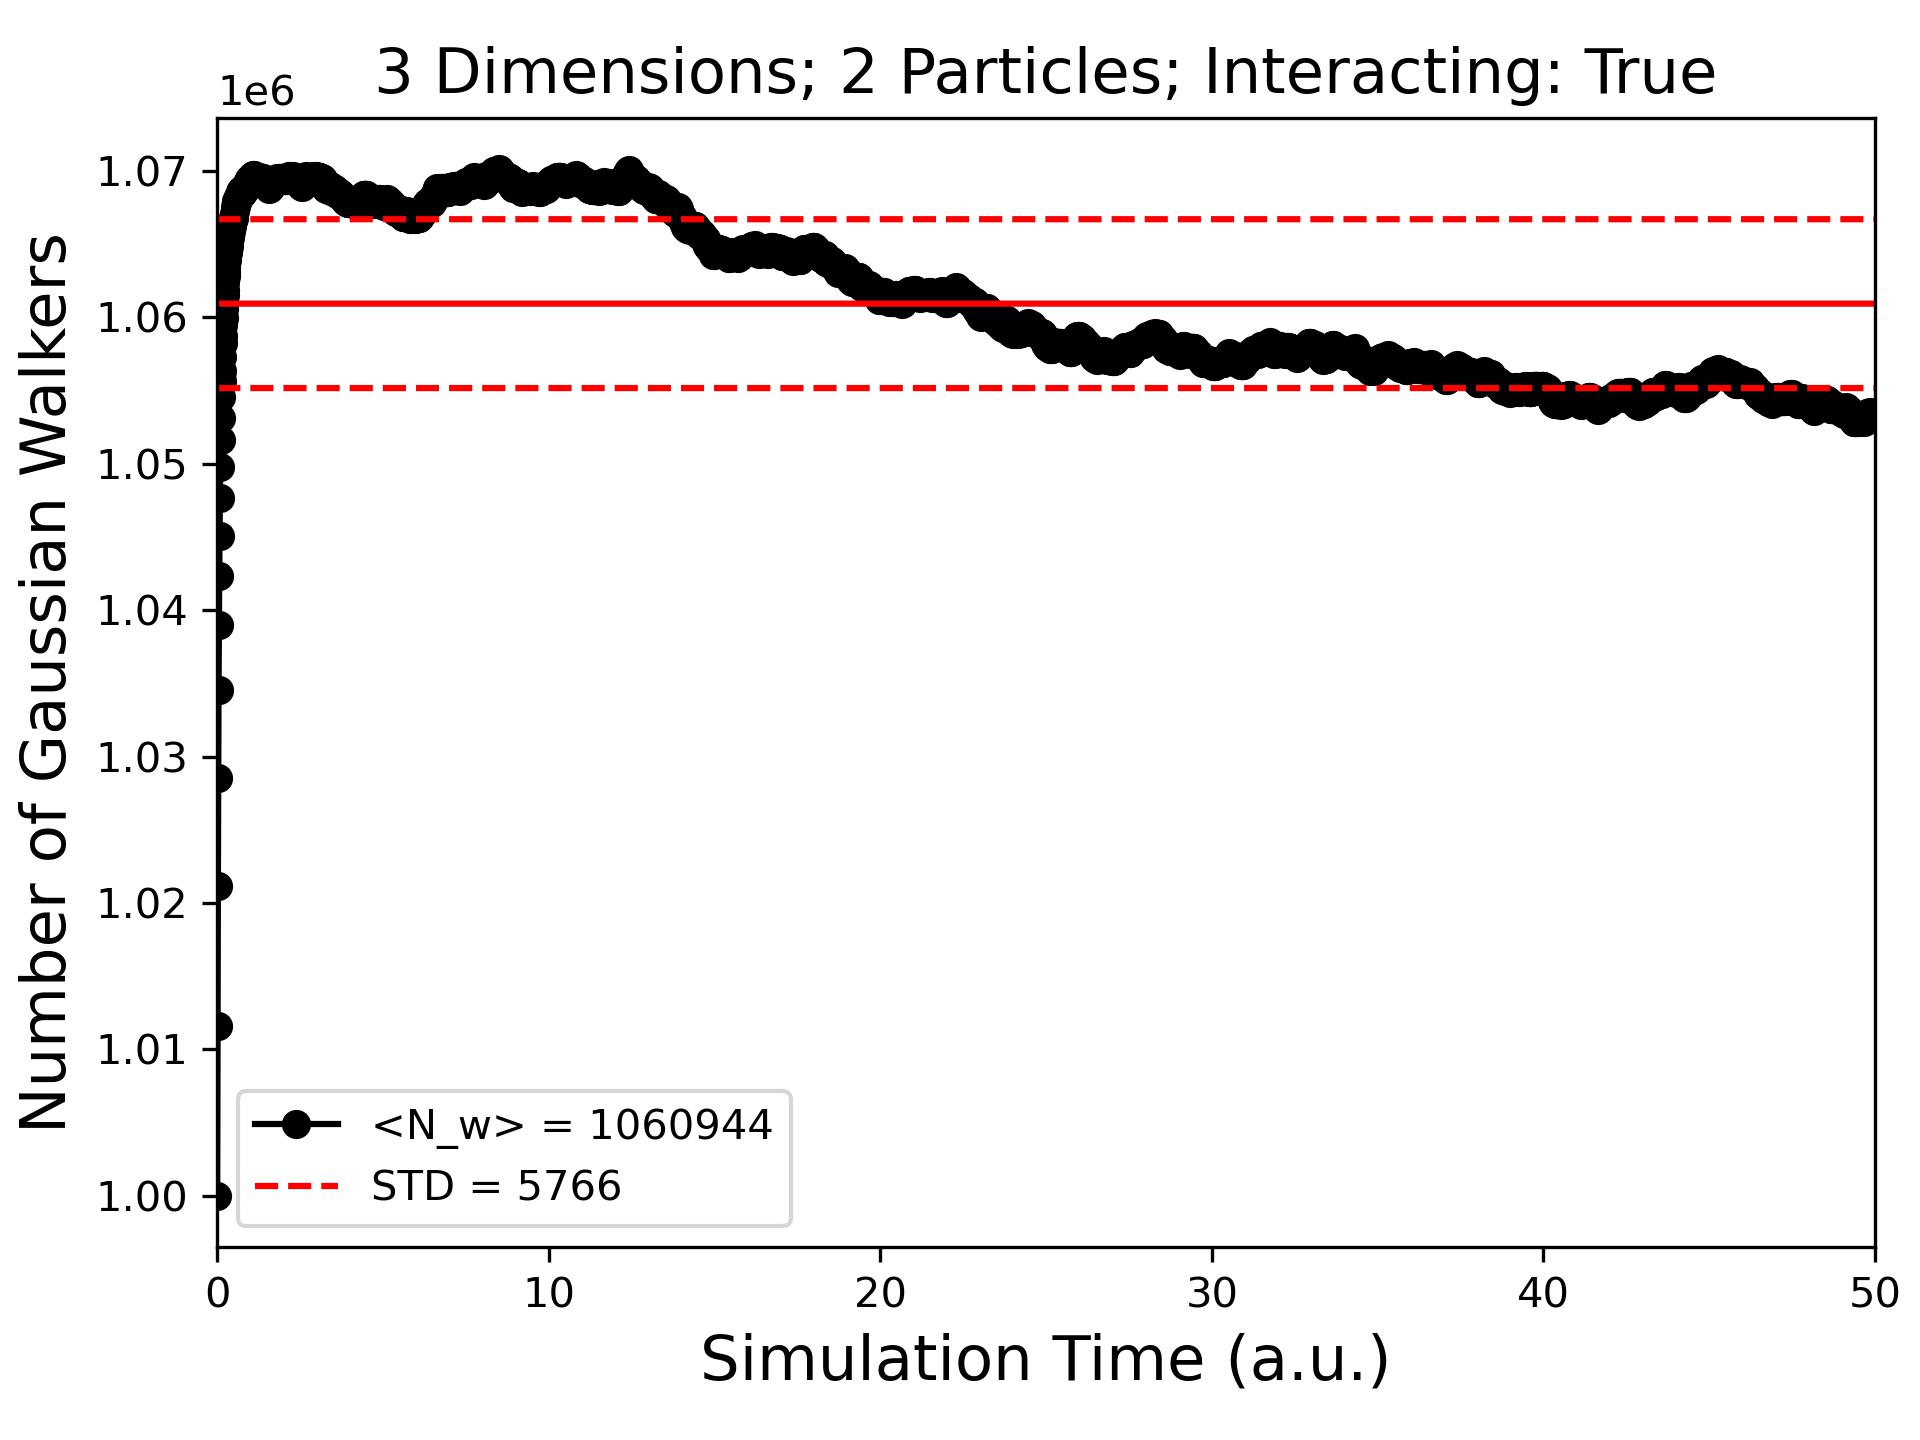 3 Dimensions; 2 Particles; Interacting: True
1e6
1.07
1.06
1.05
1.04
1.03
1.02
1.01
1.00
Number of Gaussian Walkers
<N_w> = 1060944
STD = 5766
0 10 20 30 40 50
Simulation Time (a.u.)